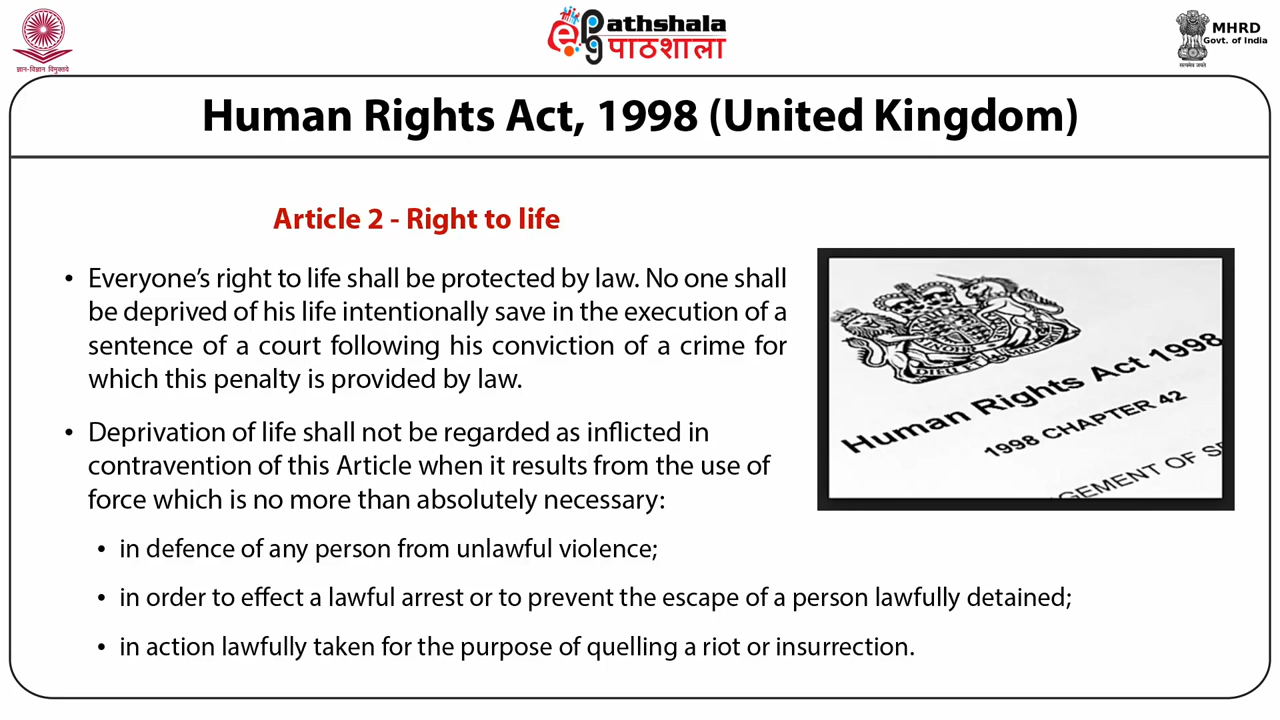 ज्ञान-विज्ञान विमुक्तये
ePathshala
पाठशाला
MHRD
Govt. of India
सत्यमेव जयते
Human Rights Act, 1998 (United Kingdom)
Article 2 - Right to life
• Everyone’s right to life shall be protected by law. No one shall
be deprived of his life intentionally save in the execution of a
sentence of a court following his conviction of a crime for
which this penalty is provided by law.
• Deprivation of life shall not be regarded as inflicted in
contravention of this Article when it results from the use of
force which is no more than absolutely necessary:
• in defence of any person from unlawful violence;
• in order to effect a lawful arrest or to prevent the escape of a person lawfully detained;
• in action lawfully taken for the purpose of quelling a riot or insurrection.
Human Rights Act 1998
1998 CHAPTER 42
GEMENT OF SE